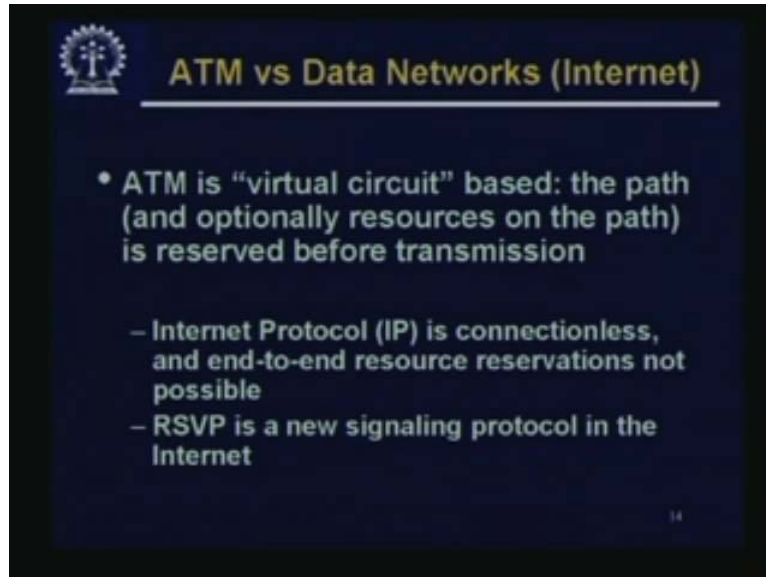 ATM vs Data Networks (Internet)
• ATM is “virtual circuit” based: the path
(and optionally resources on the path)
is reserved before transmission
– Internet Protocol (IP) is connectionless,
and end-to-end resource reservations not
possible
– RSVP is a new signaling protocol in the
Internet
14